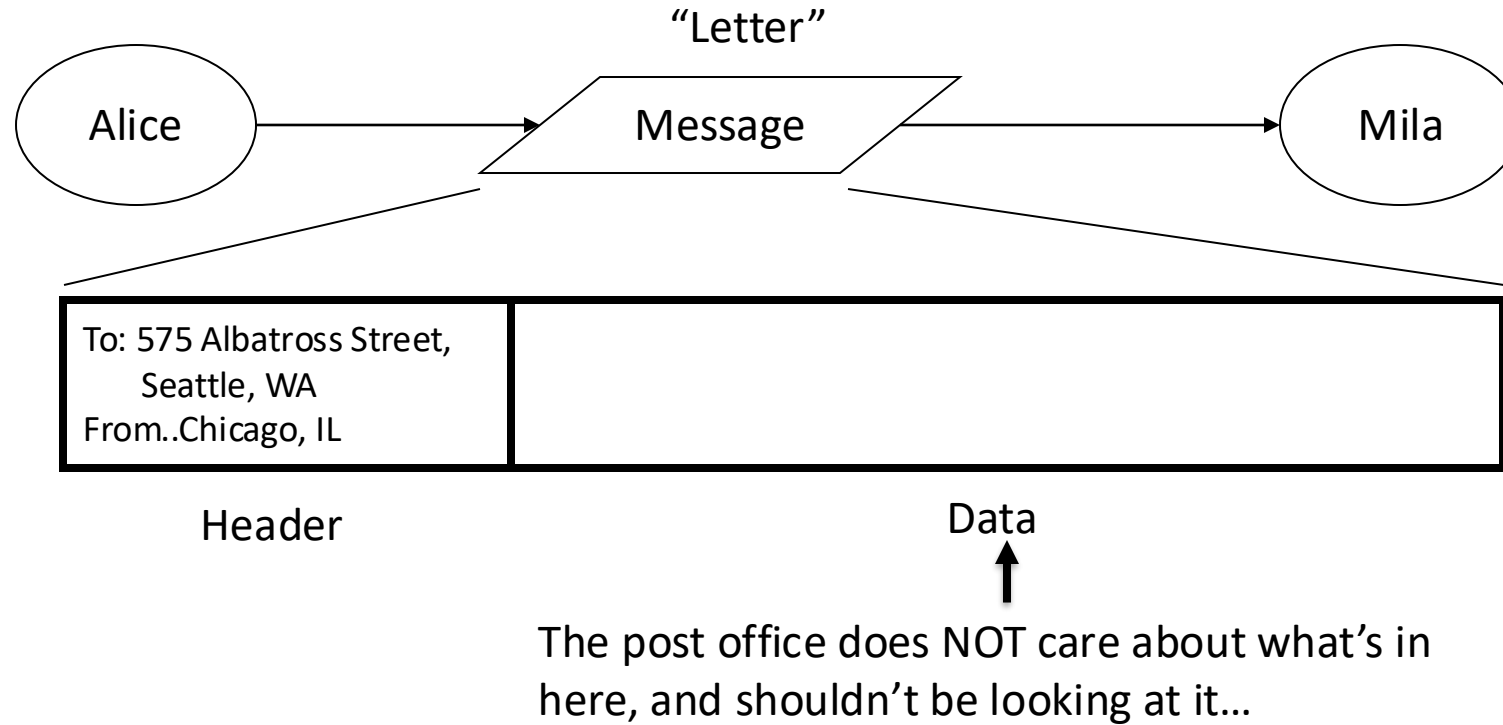 “Letter”
Alice
Message
Mila
To: 575 Albatross Street,
Seattle, WA
From..Chicago, IL
Header
Data
The post office does NOT care about what’s in
here, and shouldn’t be looking at it…